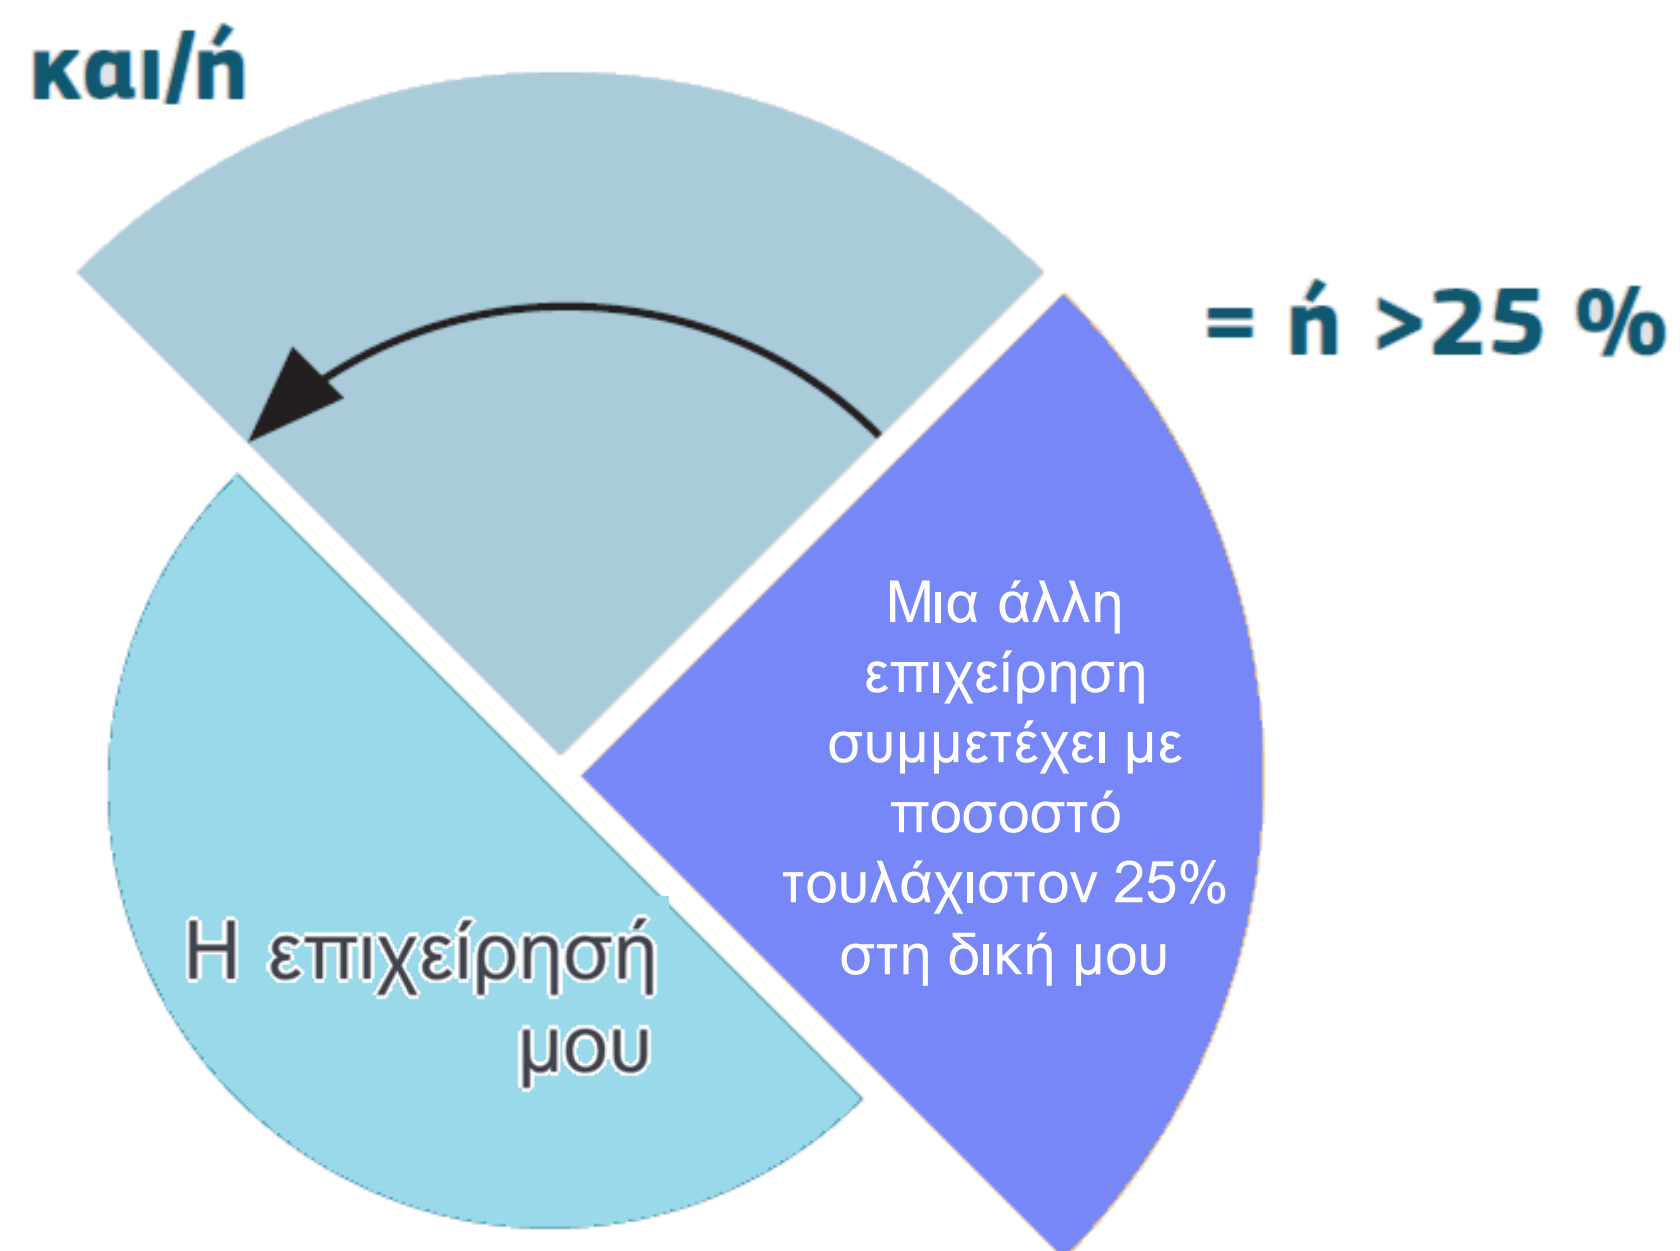 και/ή
= ή >25 %
Μια άλλη
επιχείρηση
συμμετέχει με
ποσοστό
τουλάχιστον 25%
στη δική μου
Η επιχείρησή
μου